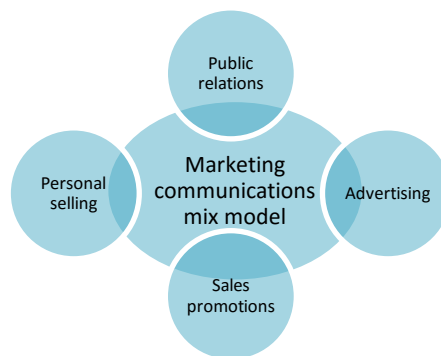 Public
relations
Personal
selling
Marketing
communications
mix model
Advertising
Sales
promotions